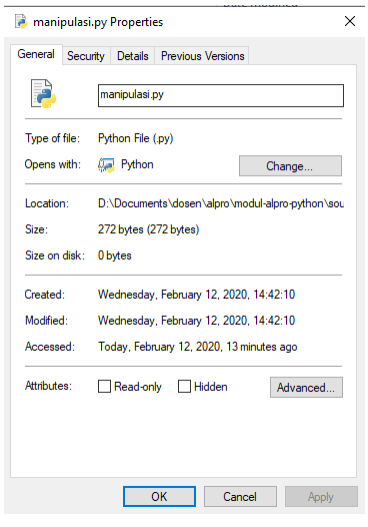 manipulasi.py Properties
General Security Details Previous Versions
manipulasi.py
Type of file: Python File (.py)
Opens with: Python Change...
Location: D:\Documents\dosen\alpro\modul-alpro-python\sou
Size: 272 bytes (272 bytes)
Size on disk: 0 bytes
Created: Wednesday, February 12, 2020, 14:42:10
Modified: Wednesday, February 12, 2020, 14:42:10
Accessed: Today, February 12, 2020, 13 minutes ago
Attributes: Read-only Hidden Advanced...
OK Cancel Apply